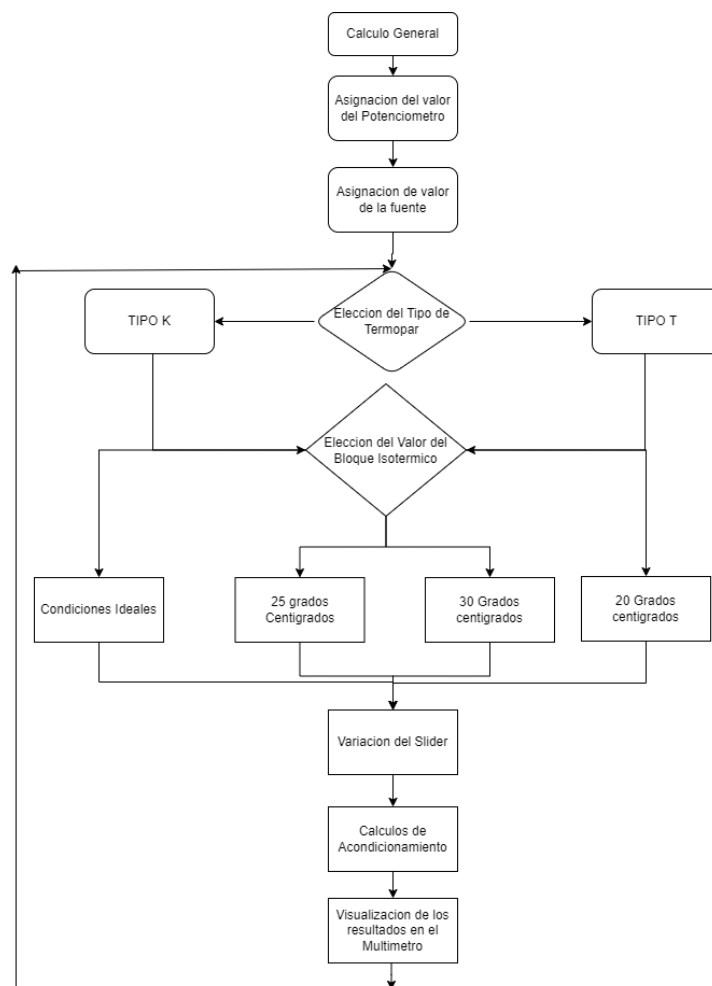 Calculo General
Asignacion del valor
del Potenciometro
Asignacion de valor
de la fuente
Eleccion del Tipo de
Termopar
TIPO K
TIPO T
Eleccion del Valor del
Bloque Isotermico
Condiciones Ideales
25 grados
Centigrados
30 Grados
centigrados
20 Grados
centigrados
Variacion del Slider
Calculos de
Acondicionamiento
Visualizacion de los
resultados en el
Multimetro